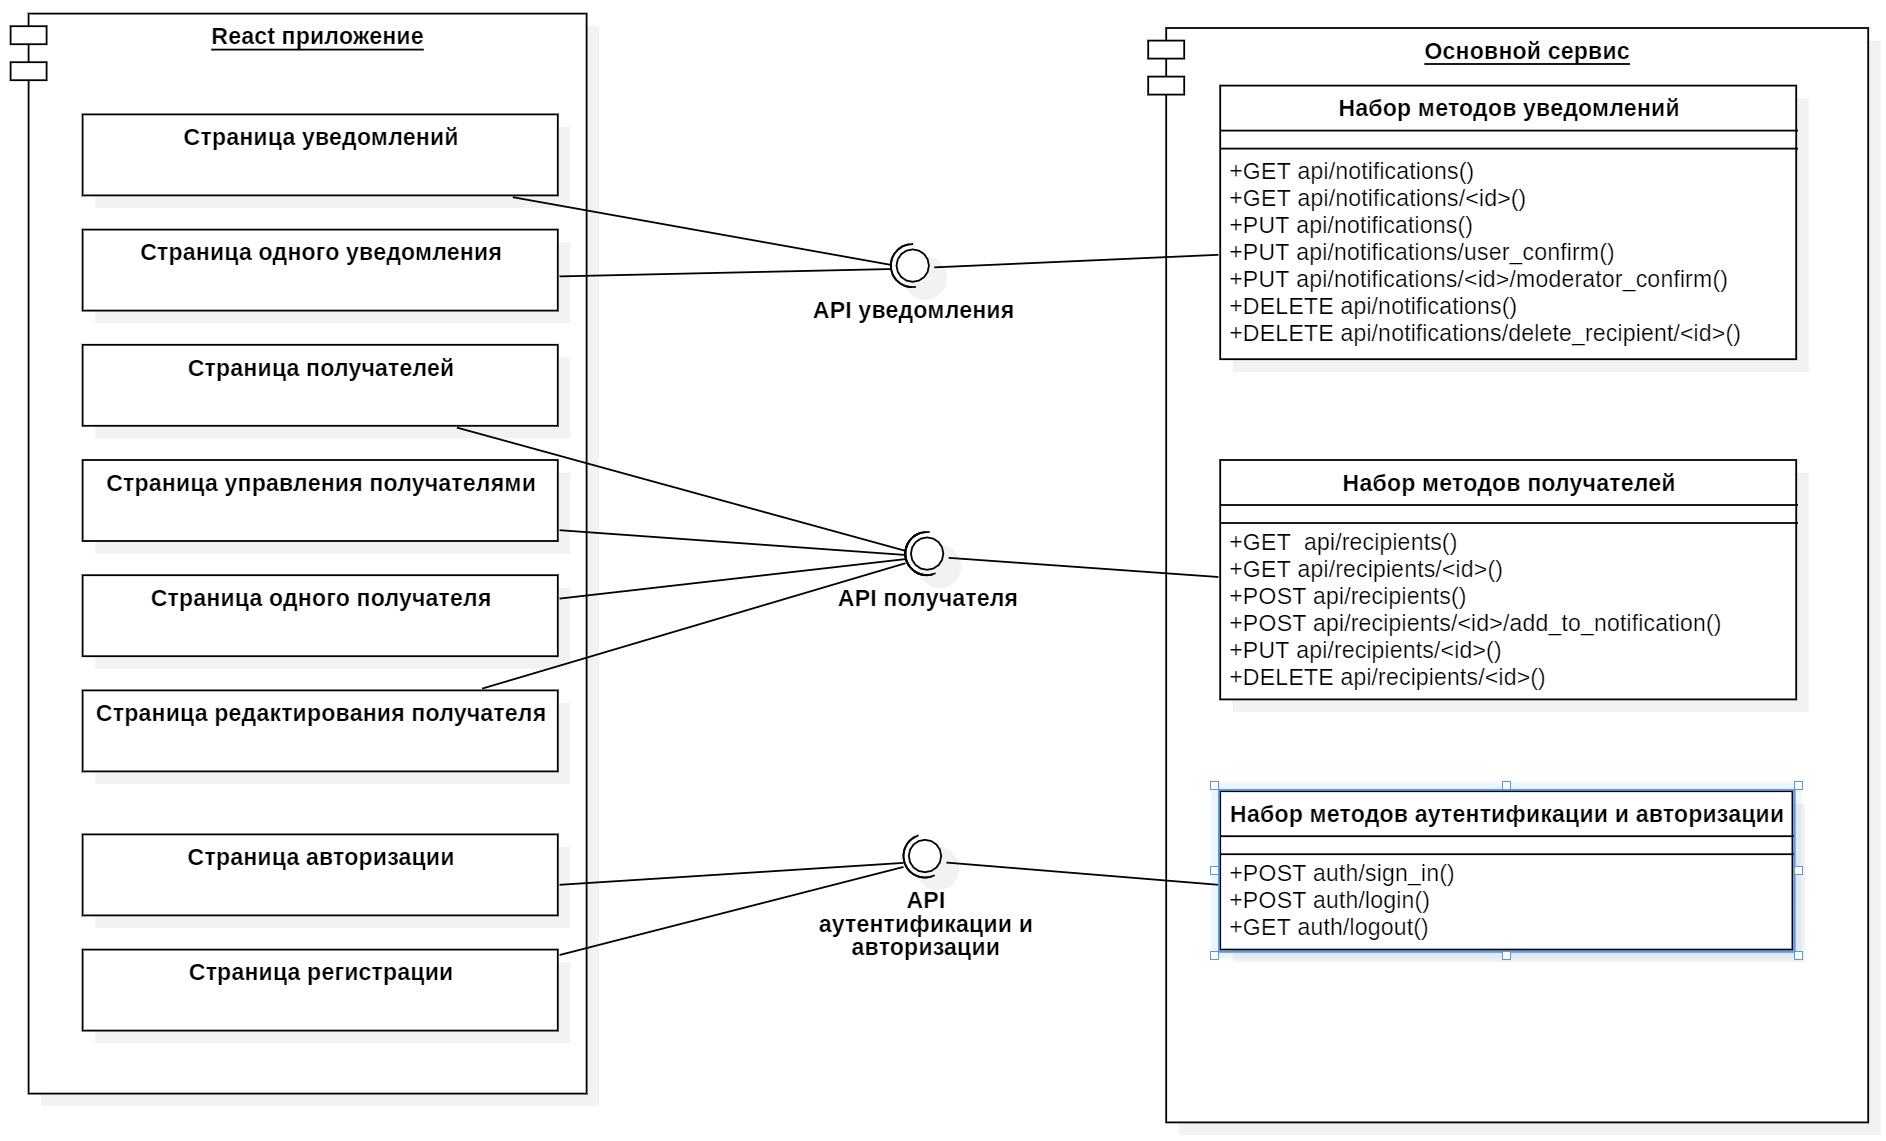 React приложение
Страница уведомлений
Страница одного уведомления
Страница получателей
Страница управления получателями
Страница одного получателя
Страница редактирования получателя
Страница авторизации
Страница регистрации
API уведомления
API получателя
API
аутентификации и
авторизации
Основной сервис
Набор методов уведомлений
+GET api/notifications()
+GET api/notifications/<id>()
+PUT api/notifications()
+PUT api/notifications/user_confirm()
+PUT api/notifications/<id>/moderator_confirm()
+DELETE api/notifications()
+DELETE api/notifications/delete_recipient/<id>()
Набор методов получателей
+GET  api/recipients()
+GET api/recipients/<id>()
+POST api/recipients()
+POST api/recipients/<id>/add_to_notification()
+PUT api/recipients/<id>()
+DELETE api/recipients/<id>()
Набор методов аутентификации и авторизации
+POST auth/sign_in()
+POST auth/login()
+GET auth/logout()